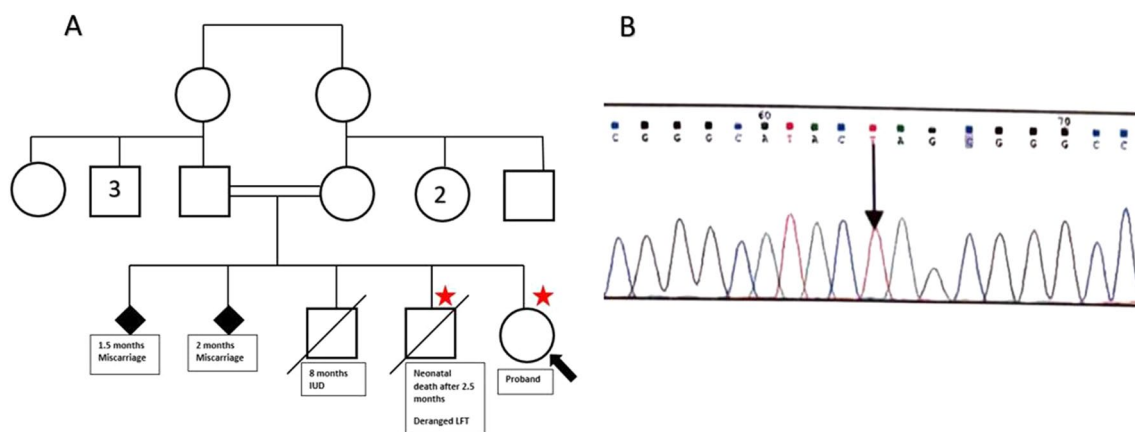 A
B
60 70
C G G G C A T A C T A G G G G G C C
3
2
1.5 months
Miscarriage
2 months
Miscarriage
8 months
IUD
Neonatal
death after 2.5
months
Deranged LFT
Proband